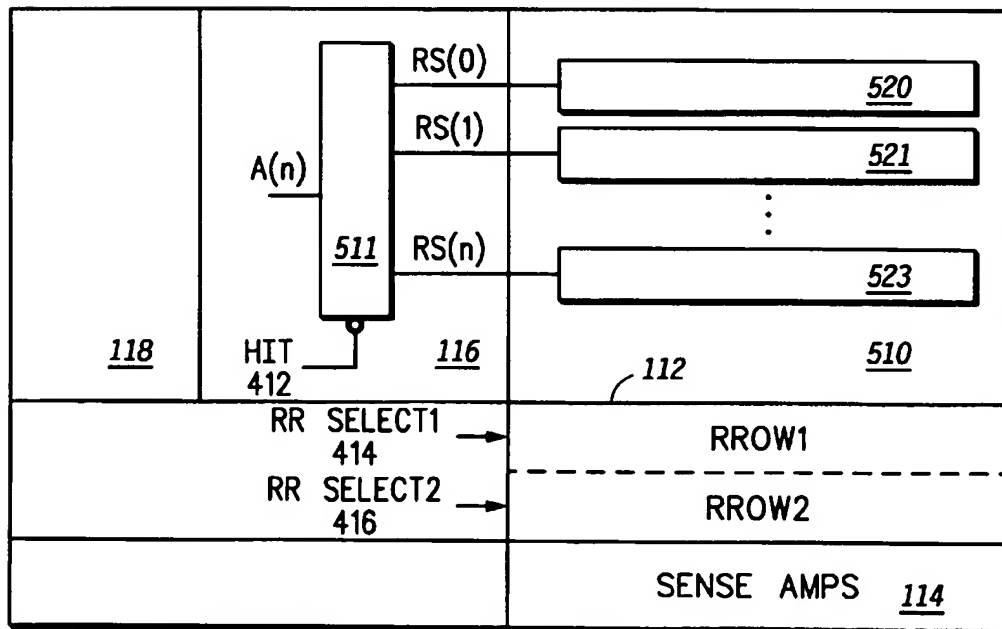 RS(0)
520
RS(1)
521
A(n)
511
RS(n)
523
118
HIT
412
116
510
112
RR SELECT1
414
RROW1
RR SELECT2
416
RROW2
SENSE AMPS 114